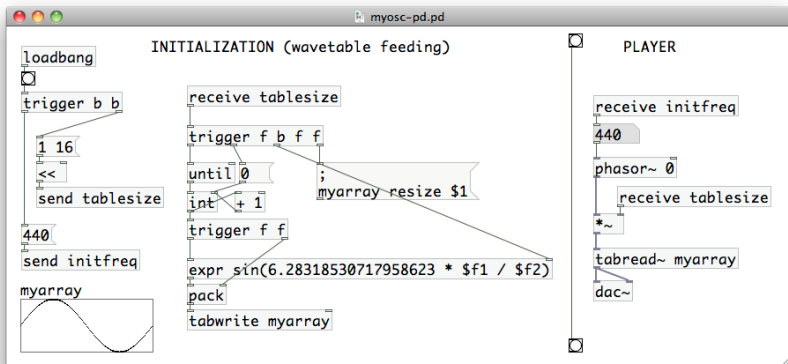 myosc-pd.pd
INITIALIZATION (wavetable feeding)
loadbang
trigger b b
1 16
<<
send tablesize
440
send initfreq
myarray
receive tablesize
trigger f b f f
until
0
;
myarray resize $1
int
+ 1
trigger f f
expr sin(6.28318530717958623 * $f1 / $f2)
pack
tabwrite myarray
PLAYER
receive initfreq
440
phasor~ 0
receive tablesize
*~
tabread~ myarray
dac~